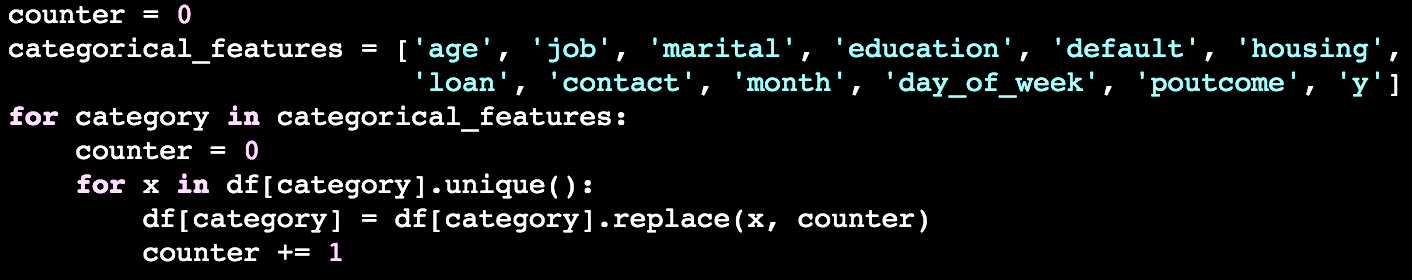 counter = 0
categorical_features = ['age', 'job', 'marital', 'education', 'default', 'housing',
                        'loan', 'contact', 'month', 'day_of_week', 'poutcome', 'y']
for category in categorical_features:
    counter = 0
    for x in df[category].unique():
        df[category] = df[category].replace(x, counter)
        counter += 1